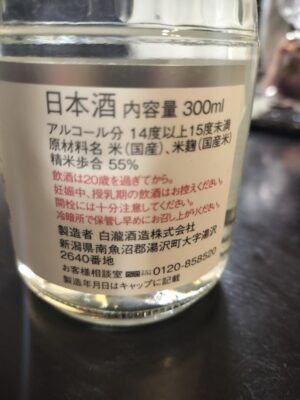 日本酒 内容量 300ml
アルコール分 14度以上15度未満
原材料名 米(国産)、米麹(国産米)
精米歩合 55%
飲酒は20歳を過ぎてから。
妊娠中、授乳期の飲酒はお控えください。
開栓には十分注意してください。
冷暗所で保管し早めにお召し上がりください。
製造者 白瀧酒造株式会社
新潟県南魚沼郡湯沢町大字湯沢
2640番地
お客様相談室 0120-858520
製造年月日はキャップに記載